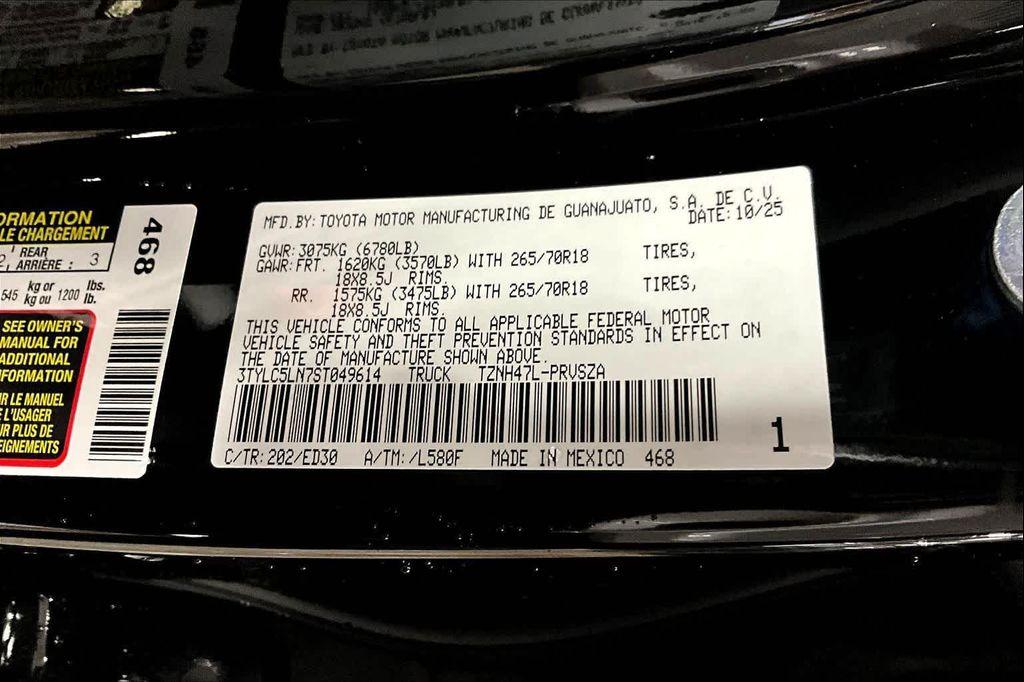 MFD.BY:TOYOTA MOTOR MANUFACTURING DE GUANAJUATO, S.A. DE C.V.
DATE:10/25
GVWR:3075KG (6780LB)
GAWR:FRT. 1620KG (3570LB) WITH 265/70R18 TIRES,
18X8.5J RIMS.
RR. 1575KG (3475LB) WITH 265/70R18 TIRES,
18X8.5J RIMS.
THIS VEHICLE CONFORMS TO ALL APPLICABLE FEDERAL MOTOR
VEHICLE SAFETY AND THEFT PREVENTION STANDARDS IN EFFECT ON
THE DATE OF MANUFACTURE SHOWN ABOVE.
3TYLC5LN7ST049614 TRUCK TZNH47L-PRVSZA
1
C/TR:202/ED30 A/TM:/L580F MADE IN MEXICO 468
ORMATION
LE CHARGEMENT
468
2, REAR
ARRIÈRE : 3
545 kg or
kg ou 1200 lbs.
lb.
SEE OWNER'S
MANUAL FOR
ADDITIONAL
FORMATION
R LE MANUEL
E L'USAGER
UR PLUS DE
EIGNEMENTS